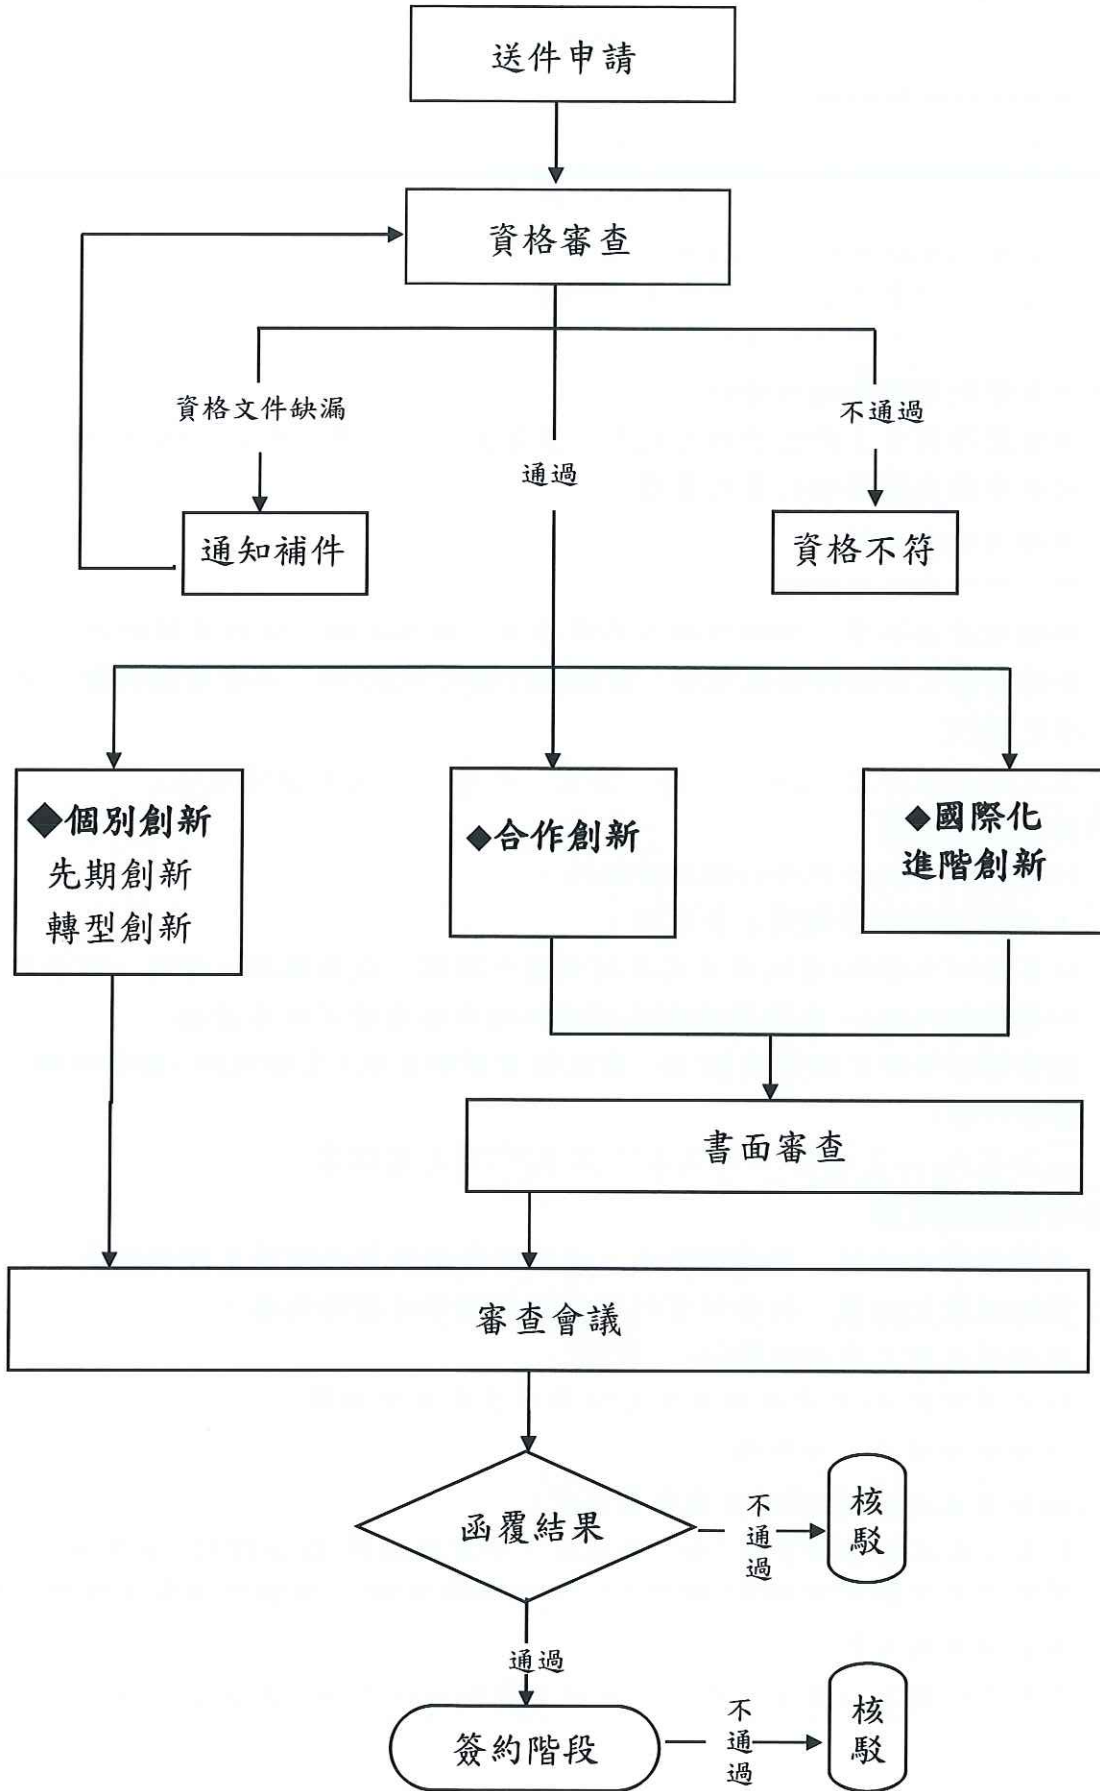 送件申請
資格審查
資格文件缺漏
不通過
通過
通知補件
資格不符
◆個別創新
先期創新
轉型創新
◆合作創新
◆國際化
進階創新
書面審查
審查會議
函覆結果
不通過
核駁
通過
簽約階段
不通過
核駁